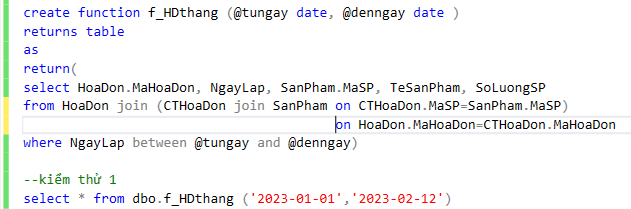 create function f_HDthang (@tungay date, @denngay date )
returns table
as
return(
select HoaDon.MaHoaDon, NgayLap, SanPham.MaSP, TeSanPham, SoLuongSP
from HoaDon join (CTHoaDon join SanPham on CTHoaDon.MaSP=SanPham.MaSP)
on HoaDon.MaHoaDon=CTHoaDon.MaHoaDon
where NgayLap between @tungay and @denngay)
--kiểm thử 1
select * from dbo.f_HDthang ('2023-01-01','2023-02-12')